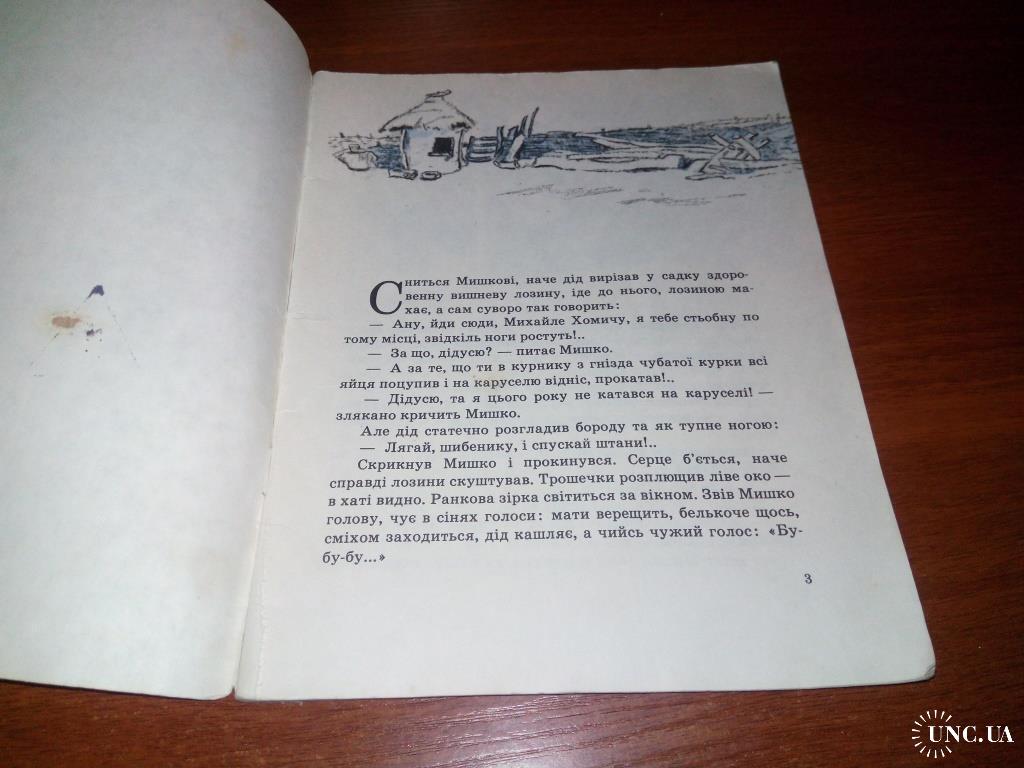 Сниться Мишкові, наче дід вирізав у садку здоро-
венну вишневу лозину, іде до нього, лозиною ма-
хає, а сам суворо так говорить:
— Ану, йди сюди, Михайле Хомичу, я тебе стьобну по
тому місці, звідкіль ноги ростуть!..
— За що, дідусю? — питає Мишко.
— А за те, що ти в курнику з гнізда чубатої курки всі
яйця поцупив і на каруселю відніс, прокатав!..
— Дідусю, та я цього року не катався на каруселі! —
злякано кричить Мишко.
Але дід статечно розгладив бороду та як тупне ногою:
— Лягай, шибенику, і спускай штани!..
Скрикнув Мишко і прокинувся. Серце б’ється, наче
справді лозини скуштував. Трошечки розплющив ліве око —
в хаті видно. Ранкова зірка світиться за вікном. Звів Мишко
голову, чує в сінях голоси: мати верещить, белькоче щось,
сміхом заходиться, дід кашляє, а чийсь чужий голос: «Бу-
бу-бу...»
3
UNC.UA